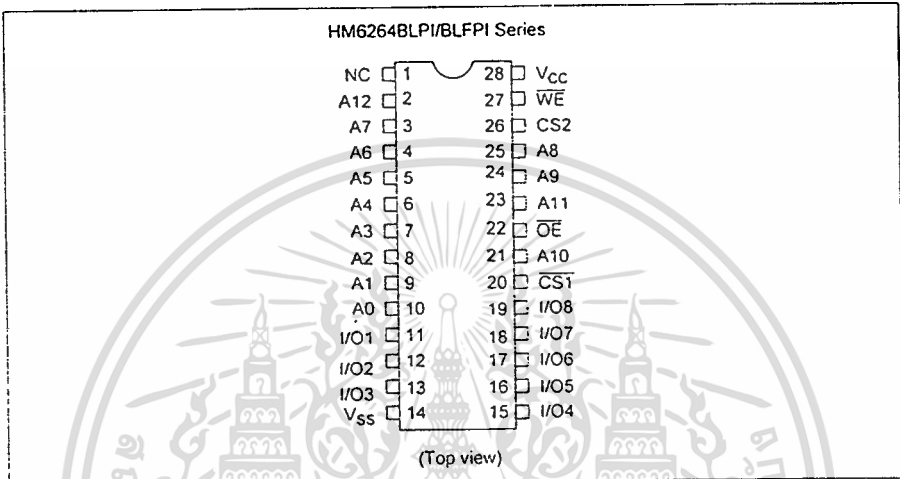 HM6264BLPI/BLFPI Series
NC 1 28 VCC
A12 2 27 W̅E̅
A7 3 26 CS2
A6 4 25 A8
A5 5 24 A9
A4 6 23 A11
A3 7 22 O̅E̅
A2 8 21 A10
A1 9 20 C̅S̅1̅
A0 10 19 I/O8
I/O1 11 18 I/O7
I/O2 12 17 I/O6
I/O3 13 16 I/O5
VSS 14 15 I/O4
(Top view)